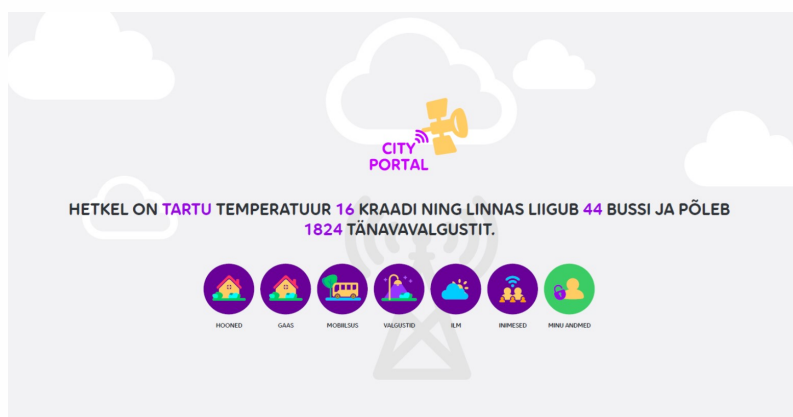 CITY
PORTAL
HETKEL ON TARTU TEMPERATUUR 16 KRAADI NING LINNAS LIIGUB 44 BUSSI JA PÕLEB
1824 TÄNAVAVALGUSTIT.
HOONED GAAS MOBIILSUS VALGUSTID ILM INIMESED MINU ANDMED